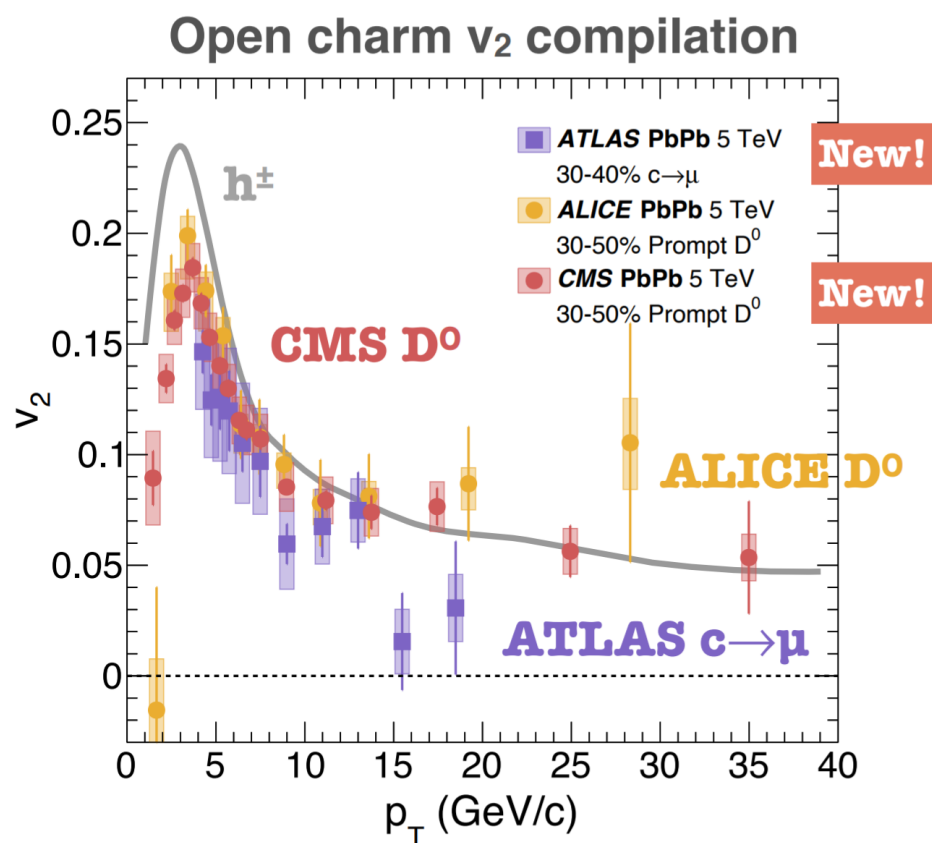 Open charm v₂ compilation
0.25
0.2
0.15
0.1
0.05
0
v₂
h±
ATLAS PbPb 5 TeV
30-40% c→μ
New!
ALICE PbPb 5 TeV
30-50% Prompt D⁰
CMS PbPb 5 TeV
30-50% Prompt D⁰
New!
CMS D⁰
ALICE D⁰
ATLAS c→μ
0 5 10 15 20 25 30 35 40
p_T (GeV/c)